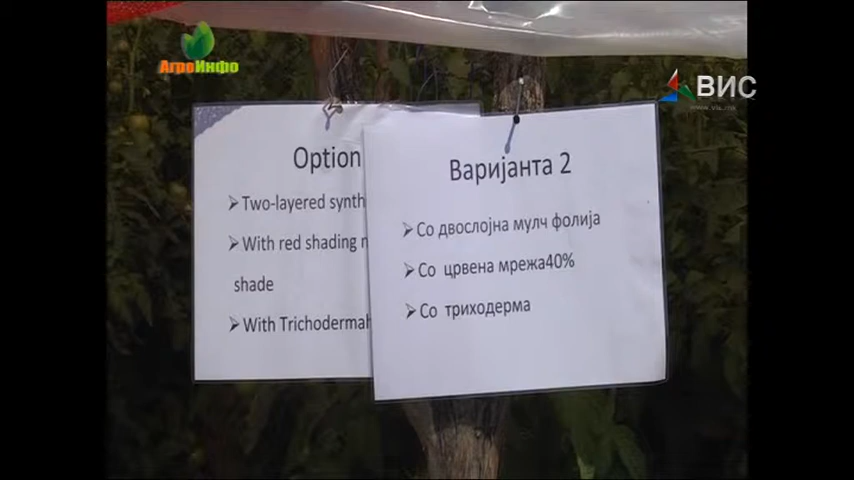 АгроИнфо
ВИС
Option
➢Two-layered synth
➢With red shading
shade
➢With Trichodermah
Варијанта 2
➢Со двослојна мулч фолија
➢Со црвена мрежа40%
➢Со триходерма